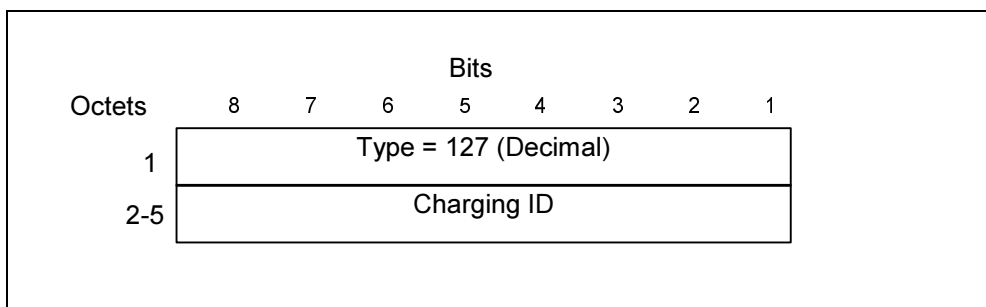 Bits
Octets 8 7 6 5 4 3 2 1
1 Type = 127 (Decimal)
2-5 Charging ID